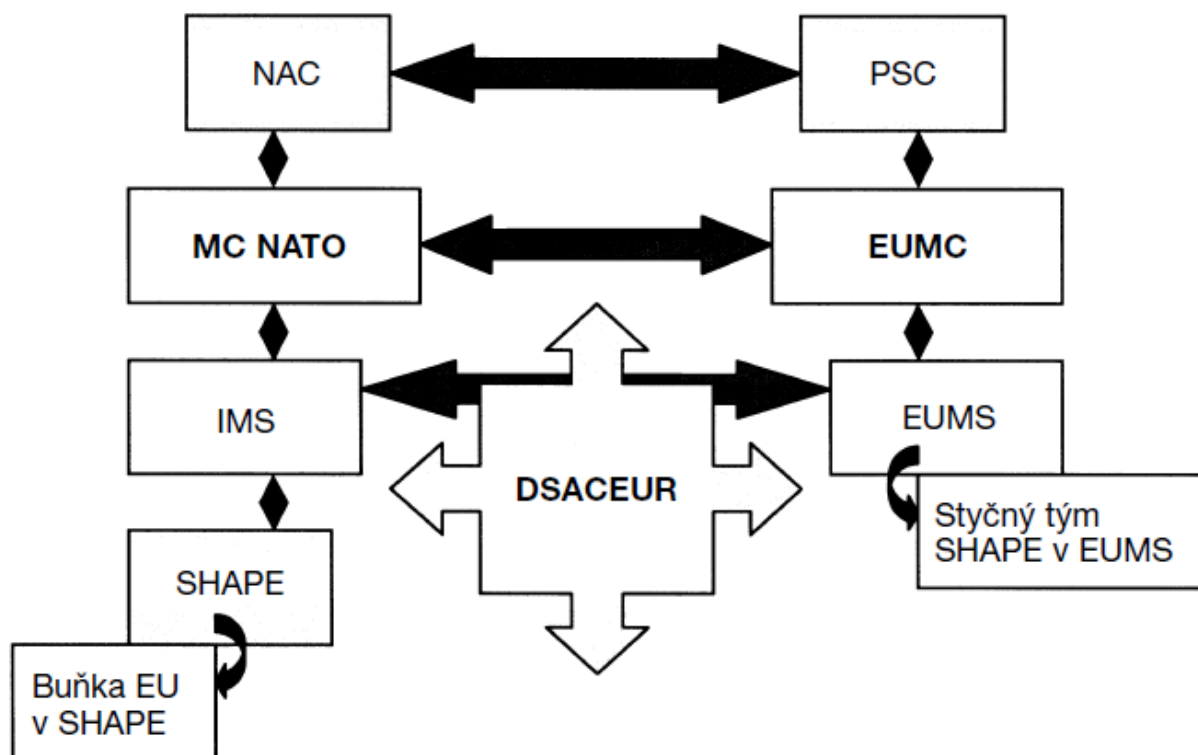 NAC
PSC
MC NATO
EUMC
IMS
EUMS
DSACEUR
Styčný tým
SHAPE v EUMS
SHAPE
Buňka EU
v SHAPE